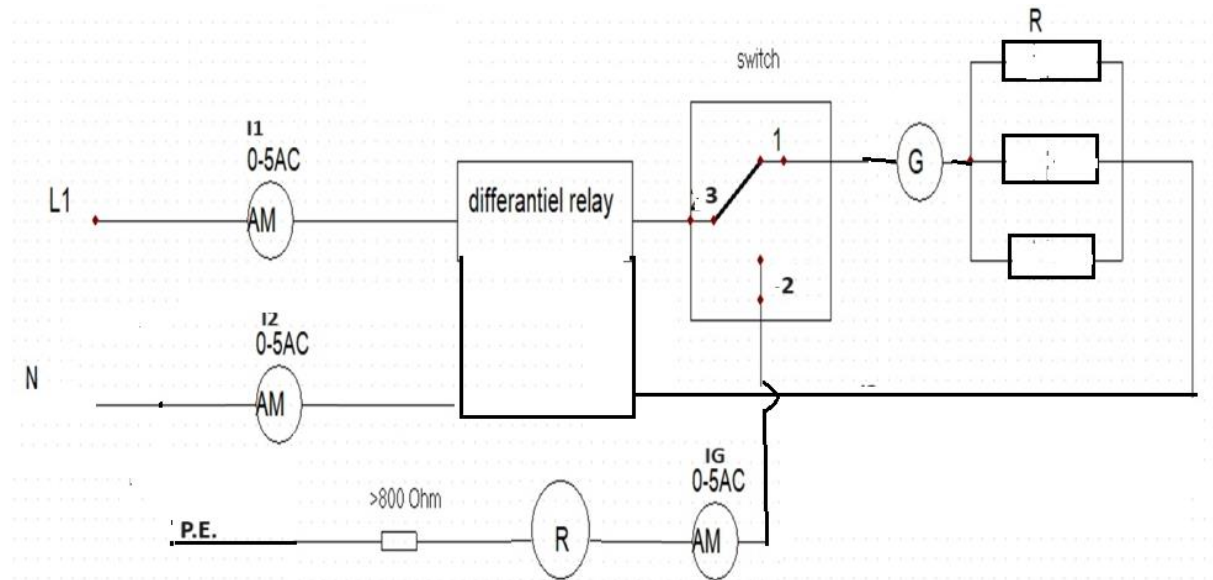 R
switch
I1
0-5AC
1
G
L1
AM
differantiel relay
3
2
I2
0-5AC
N
AM
IG
0-5AC
>800 Ohm
P.E.
R
AM